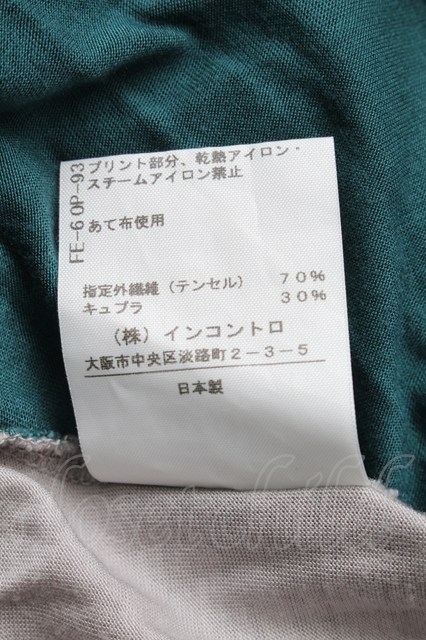 FE-60P-93
プリント部分、乾熱アイロン・
スチームアイロン禁止
あて布使用
指定外繊維（テンセル） 70%
キュプラ 30%
（株）インコントロ
大阪市中央区淡路町2-3-5
日本製
closet child